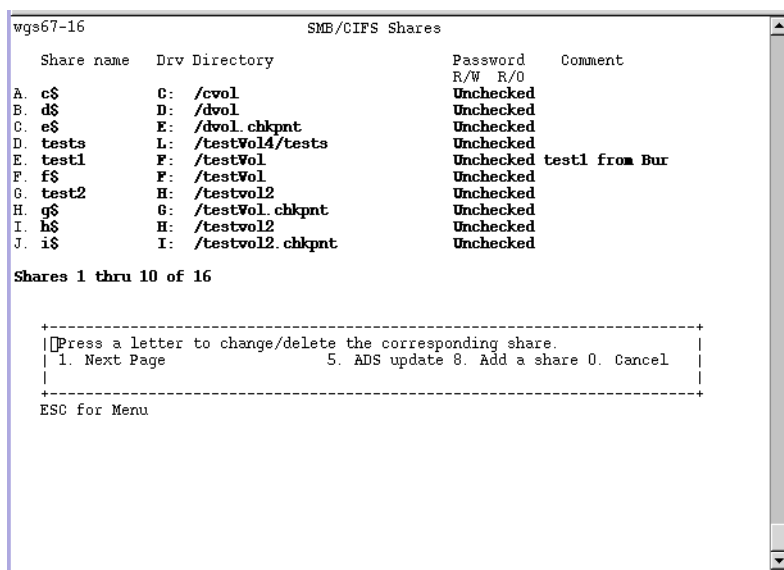 wgs67-16 SMB/CIFS Shares
Share name Drv Directory Password Comment
R/W R/O
A. c$ C: /cvol Unchecked
B. d$ D: /dvol Unchecked
C. e$ E: /dvol.chkpnt Unchecked
D. tests L: /testVol4/tests Unchecked
E. test1 F: /testVol Unchecked test1 from Bur
F. f$ F: /testVol Unchecked
G. test2 H: /testvol2 Unchecked
H. g$ G: /testVol.chkpnt Unchecked
I. h$ H: /testvol2 Unchecked
J. i$ I: /testvol2.chkpnt Unchecked
Shares 1 thru 10 of 16
Press a letter to change/delete the corresponding share.
1. Next Page 5. ADS update 8. Add a share 0. Cancel
ESC for Menu